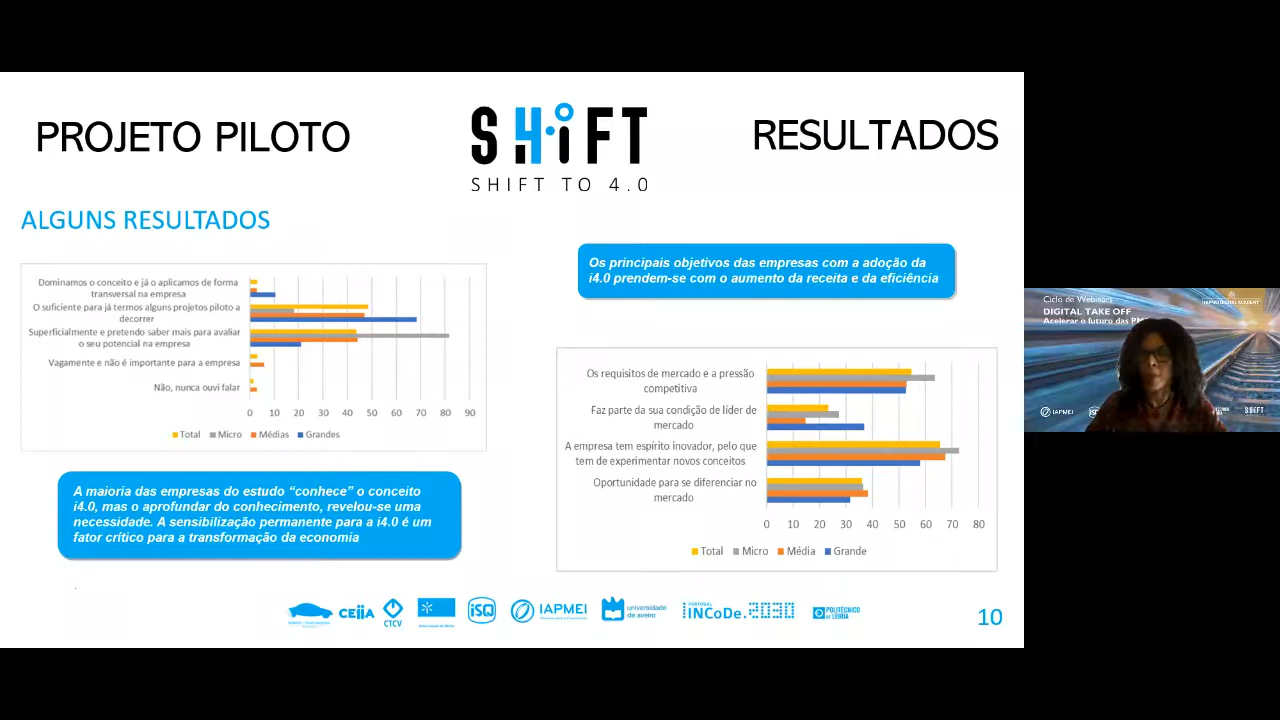 PROJETO PILOTO
SHiFT
SHIFT TO 4.0
RESULTADOS
ALGUNS RESULTADOS
Dominamos o conceito e já o aplicamos de forma
transversal na empresa
O suficiente para já termos alguns projetos piloto a
decorrer
Superficialmente e pretendo saber mais para avaliar
o seu potencial na empresa
Vagamente e não é importante para a empresa
Não, nunca ouvi falar
0 10 20 30 40 50 60 70 80 90
Total Micro Médias Grandes
A maioria das empresas do estudo “conhece” o conceito
i4.0, mas o aprofundar do conhecimento, revelou-se uma
necessidade. A sensibilização permanente para a i4.0 é um
fator crítico para a transformação da economia
Os principais objetivos das empresas com a adoção da
i4.0 prendem-se com o aumento da receita e da eficiência
Os requisitos de mercado e a pressão
competitiva
Faz parte da sua condição de líder de
mercado
A empresa tem espírito inovador, pelo que
tem de experimentar novos conceitos
Oportunidade para se diferenciar no
mercado
0 10 20 30 40 50 60 70 80
Total Micro Média Grande
CEiiA
CTCV
iSQ
IAPMEI
universidade
de aveiro
PORTUGAL
INCoDe.2030
POLITÉCNICO
DE LEIRIA
10
Ciclo de Webinars
IAPMEI DIGITAL ACADEMY
DIGITAL TAKE OFF
Acelerar o futuro das PM
IAPMEI
SHiFT